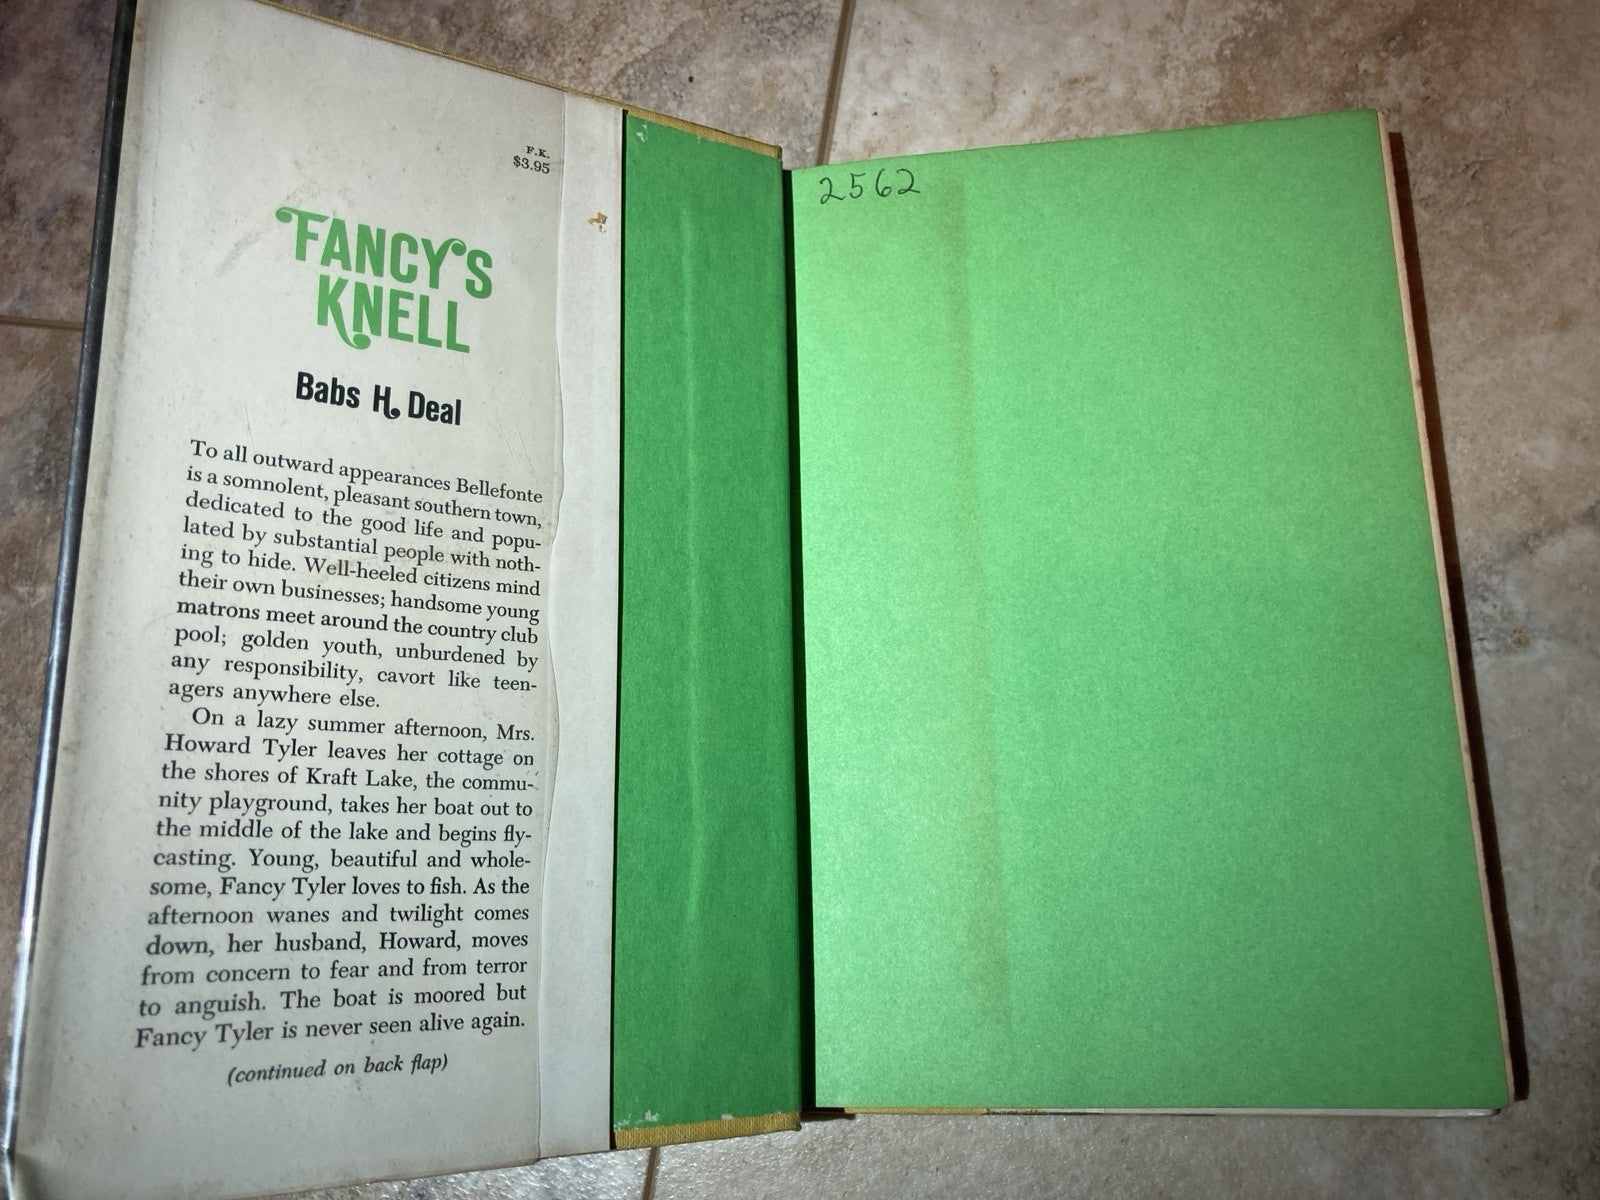 F.K.
$3.95
FANCY'S
KNELL
Babs H. Deal
To all outward appearances Bellefonte
is a somnolent, pleasant southern town,
dedicated to the good life and popu-
lated by substantial people with noth-
ing to hide. Well-heeled citizens mind
their own businesses; handsome young
matrons meet around the country club
pool; golden youth, unburdened by
any responsibility, cavort like teen-
agers anywhere else.
On a lazy summer afternoon, Mrs.
Howard Tyler leaves her cottage on
the shores of Kraft Lake, the commu-
nity playground, takes her boat out to
the middle of the lake and begins fly-
casting. Young, beautiful and whole-
some, Fancy Tyler loves to fish. As the
afternoon wanes and twilight comes
down, her husband, Howard, moves
from concern to fear and from terror
to anguish. The boat is moored but
Fancy Tyler is never seen alive again.
(continued on back flap)
2562